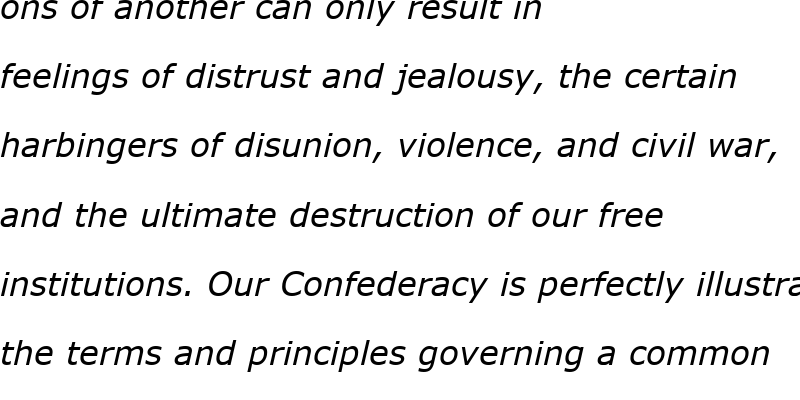 ons of another can only result in
feelings of distrust and jealousy, the certain
harbingers of disunion, violence, and civil war,
and the ultimate destruction of our free
institutions. Our Confederacy is perfectly illustra
the terms and principles governing a common